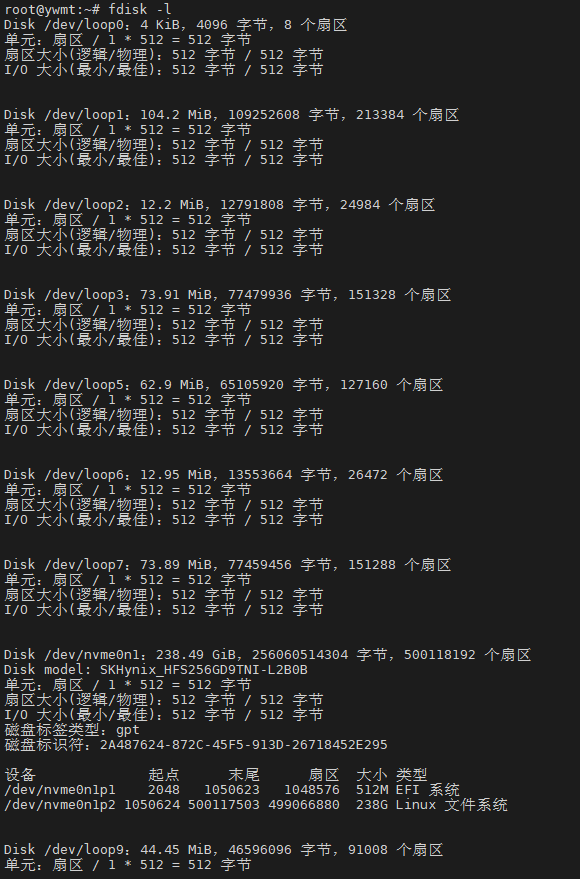 root@ywmt:~# fdisk -l
Disk /dev/loop0：4 KiB，4096 字节，8 个扇区
单元：扇区 / 1 * 512 = 512 字节
扇区大小(逻辑/物理)：512 字节 / 512 字节
I/O 大小(最小/最佳)：512 字节 / 512 字节
Disk /dev/loop1：104.2 MiB，109252608 字节，213384 个扇区
单元：扇区 / 1 * 512 = 512 字节
扇区大小(逻辑/物理)：512 字节 / 512 字节
I/O 大小(最小/最佳)：512 字节 / 512 字节
Disk /dev/loop2：12.2 MiB，12791808 字节，24984 个扇区
单元：扇区 / 1 * 512 = 512 字节
扇区大小(逻辑/物理)：512 字节 / 512 字节
I/O 大小(最小/最佳)：512 字节 / 512 字节
Disk /dev/loop3：73.91 MiB，77479936 字节，151328 个扇区
单元：扇区 / 1 * 512 = 512 字节
扇区大小(逻辑/物理)：512 字节 / 512 字节
I/O 大小(最小/最佳)：512 字节 / 512 字节
Disk /dev/loop5：62.9 MiB，65105920 字节，127160 个扇区
单元：扇区 / 1 * 512 = 512 字节
扇区大小(逻辑/物理)：512 字节 / 512 字节
I/O 大小(最小/最佳)：512 字节 / 512 字节
Disk /dev/loop6：12.95 MiB，13553664 字节，26472 个扇区
单元：扇区 / 1 * 512 = 512 字节
扇区大小(逻辑/物理)：512 字节 / 512 字节
I/O 大小(最小/最佳)：512 字节 / 512 字节
Disk /dev/loop7：73.89 MiB，77459456 字节，151288 个扇区
单元：扇区 / 1 * 512 = 512 字节
扇区大小(逻辑/物理)：512 字节 / 512 字节
I/O 大小(最小/最佳)：512 字节 / 512 字节
Disk /dev/nvme0n1：238.49 GiB，256060514304 字节，500118192 个扇区
Disk model: SKHynix_HFS256GD9TNI-L2B0B
单元：扇区 / 1 * 512 = 512 字节
扇区大小(逻辑/物理)：512 字节 / 512 字节
I/O 大小(最小/最佳)：512 字节 / 512 字节
磁盘标签类型：gpt
磁盘标识符：2A487624-872C-45F5-913D-26718452E295
设备 起点 末尾 扇区 大小 类型
/dev/nvme0n1p1 2048 1050623 1048576 512M EFI 系统
/dev/nvme0n1p2 1050624 500117503 499066880 238G Linux 文件系统
Disk /dev/loop9：44.45 MiB，46596096 字节，91008 个扇区
单元：扇区 / 1 * 512 = 512 字节